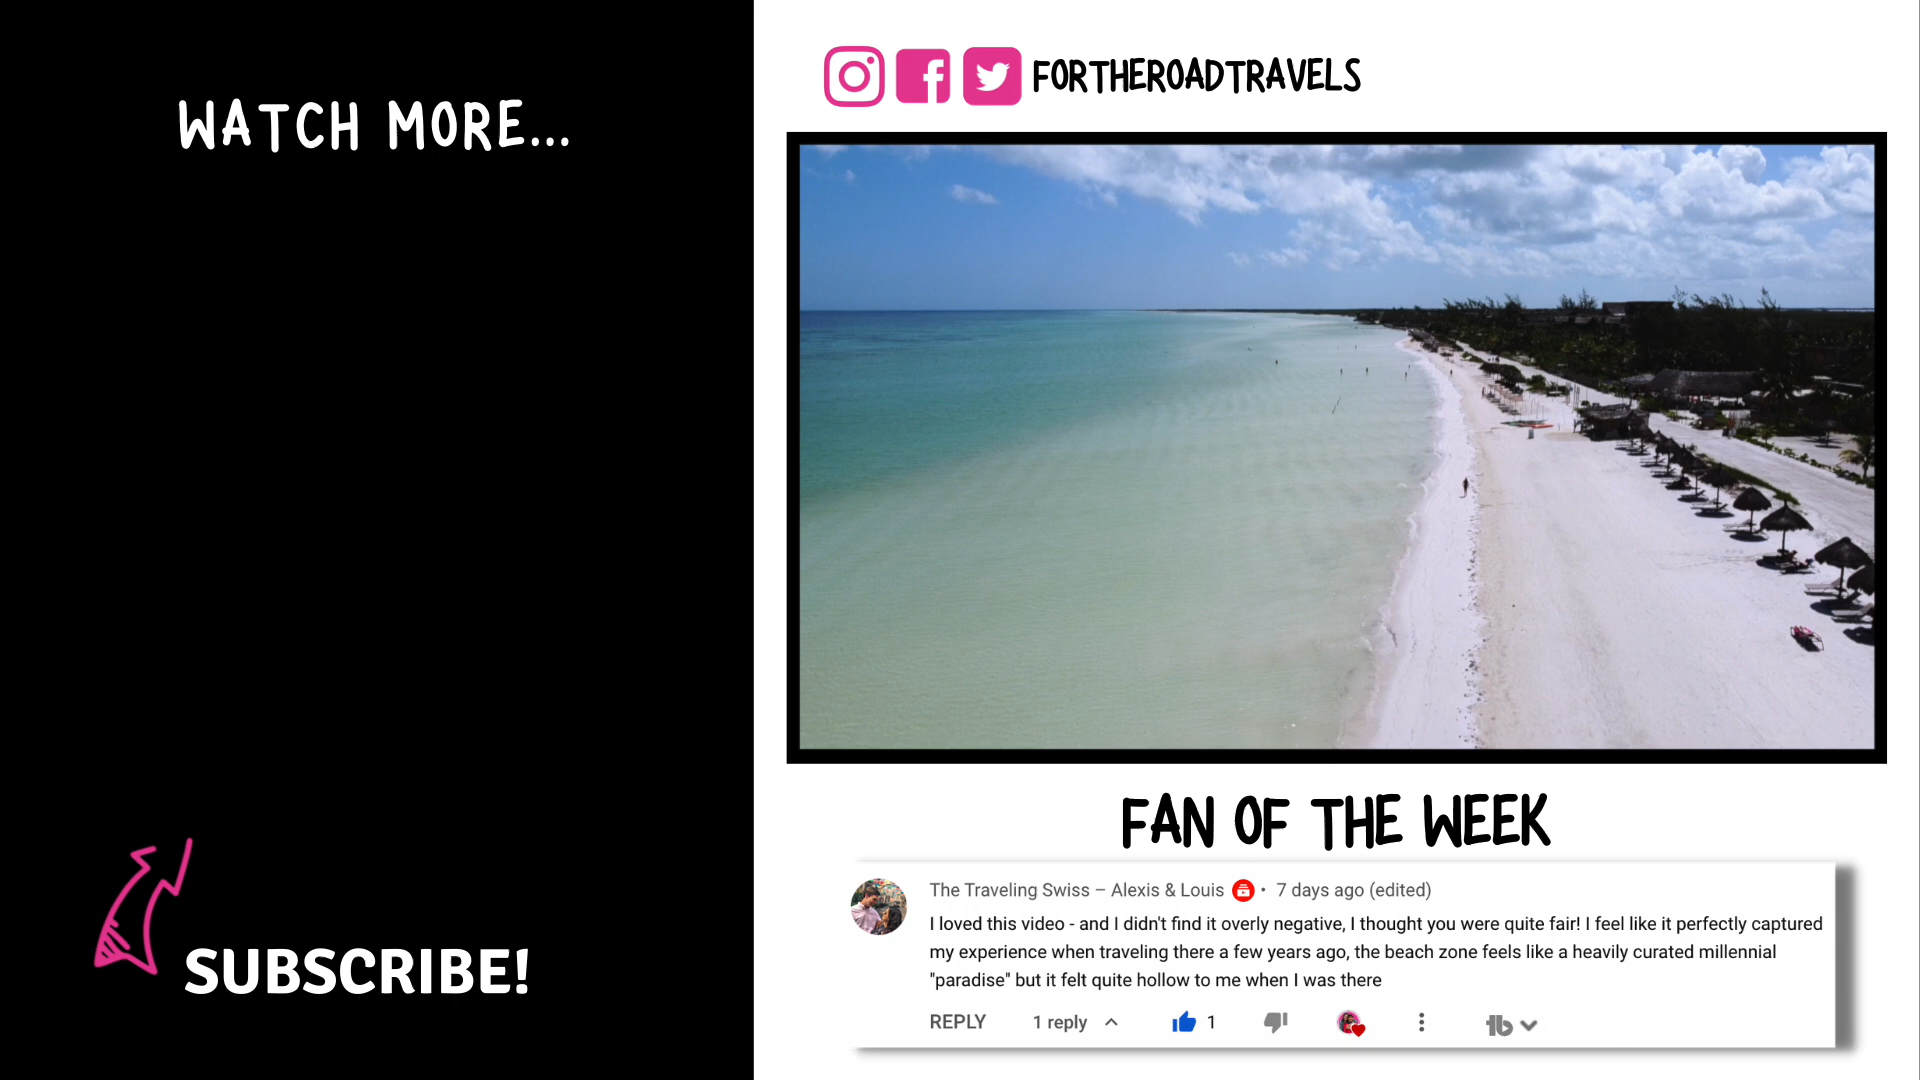 WATCH MORE...
SUBSCRIBE!
FORTHEROADTRAVELS
FAN OF THE WEEK
The Traveling Swiss – Alexis & Louis • 7 days ago (edited)
I loved this video - and I didn't find it overly negative, I thought you were quite fair! I feel like it perfectly captured
my experience when traveling there a few years ago, the beach zone feels like a heavily curated millennial
"paradise" but it felt quite hollow to me when I was there
REPLY 1 reply 1 tb